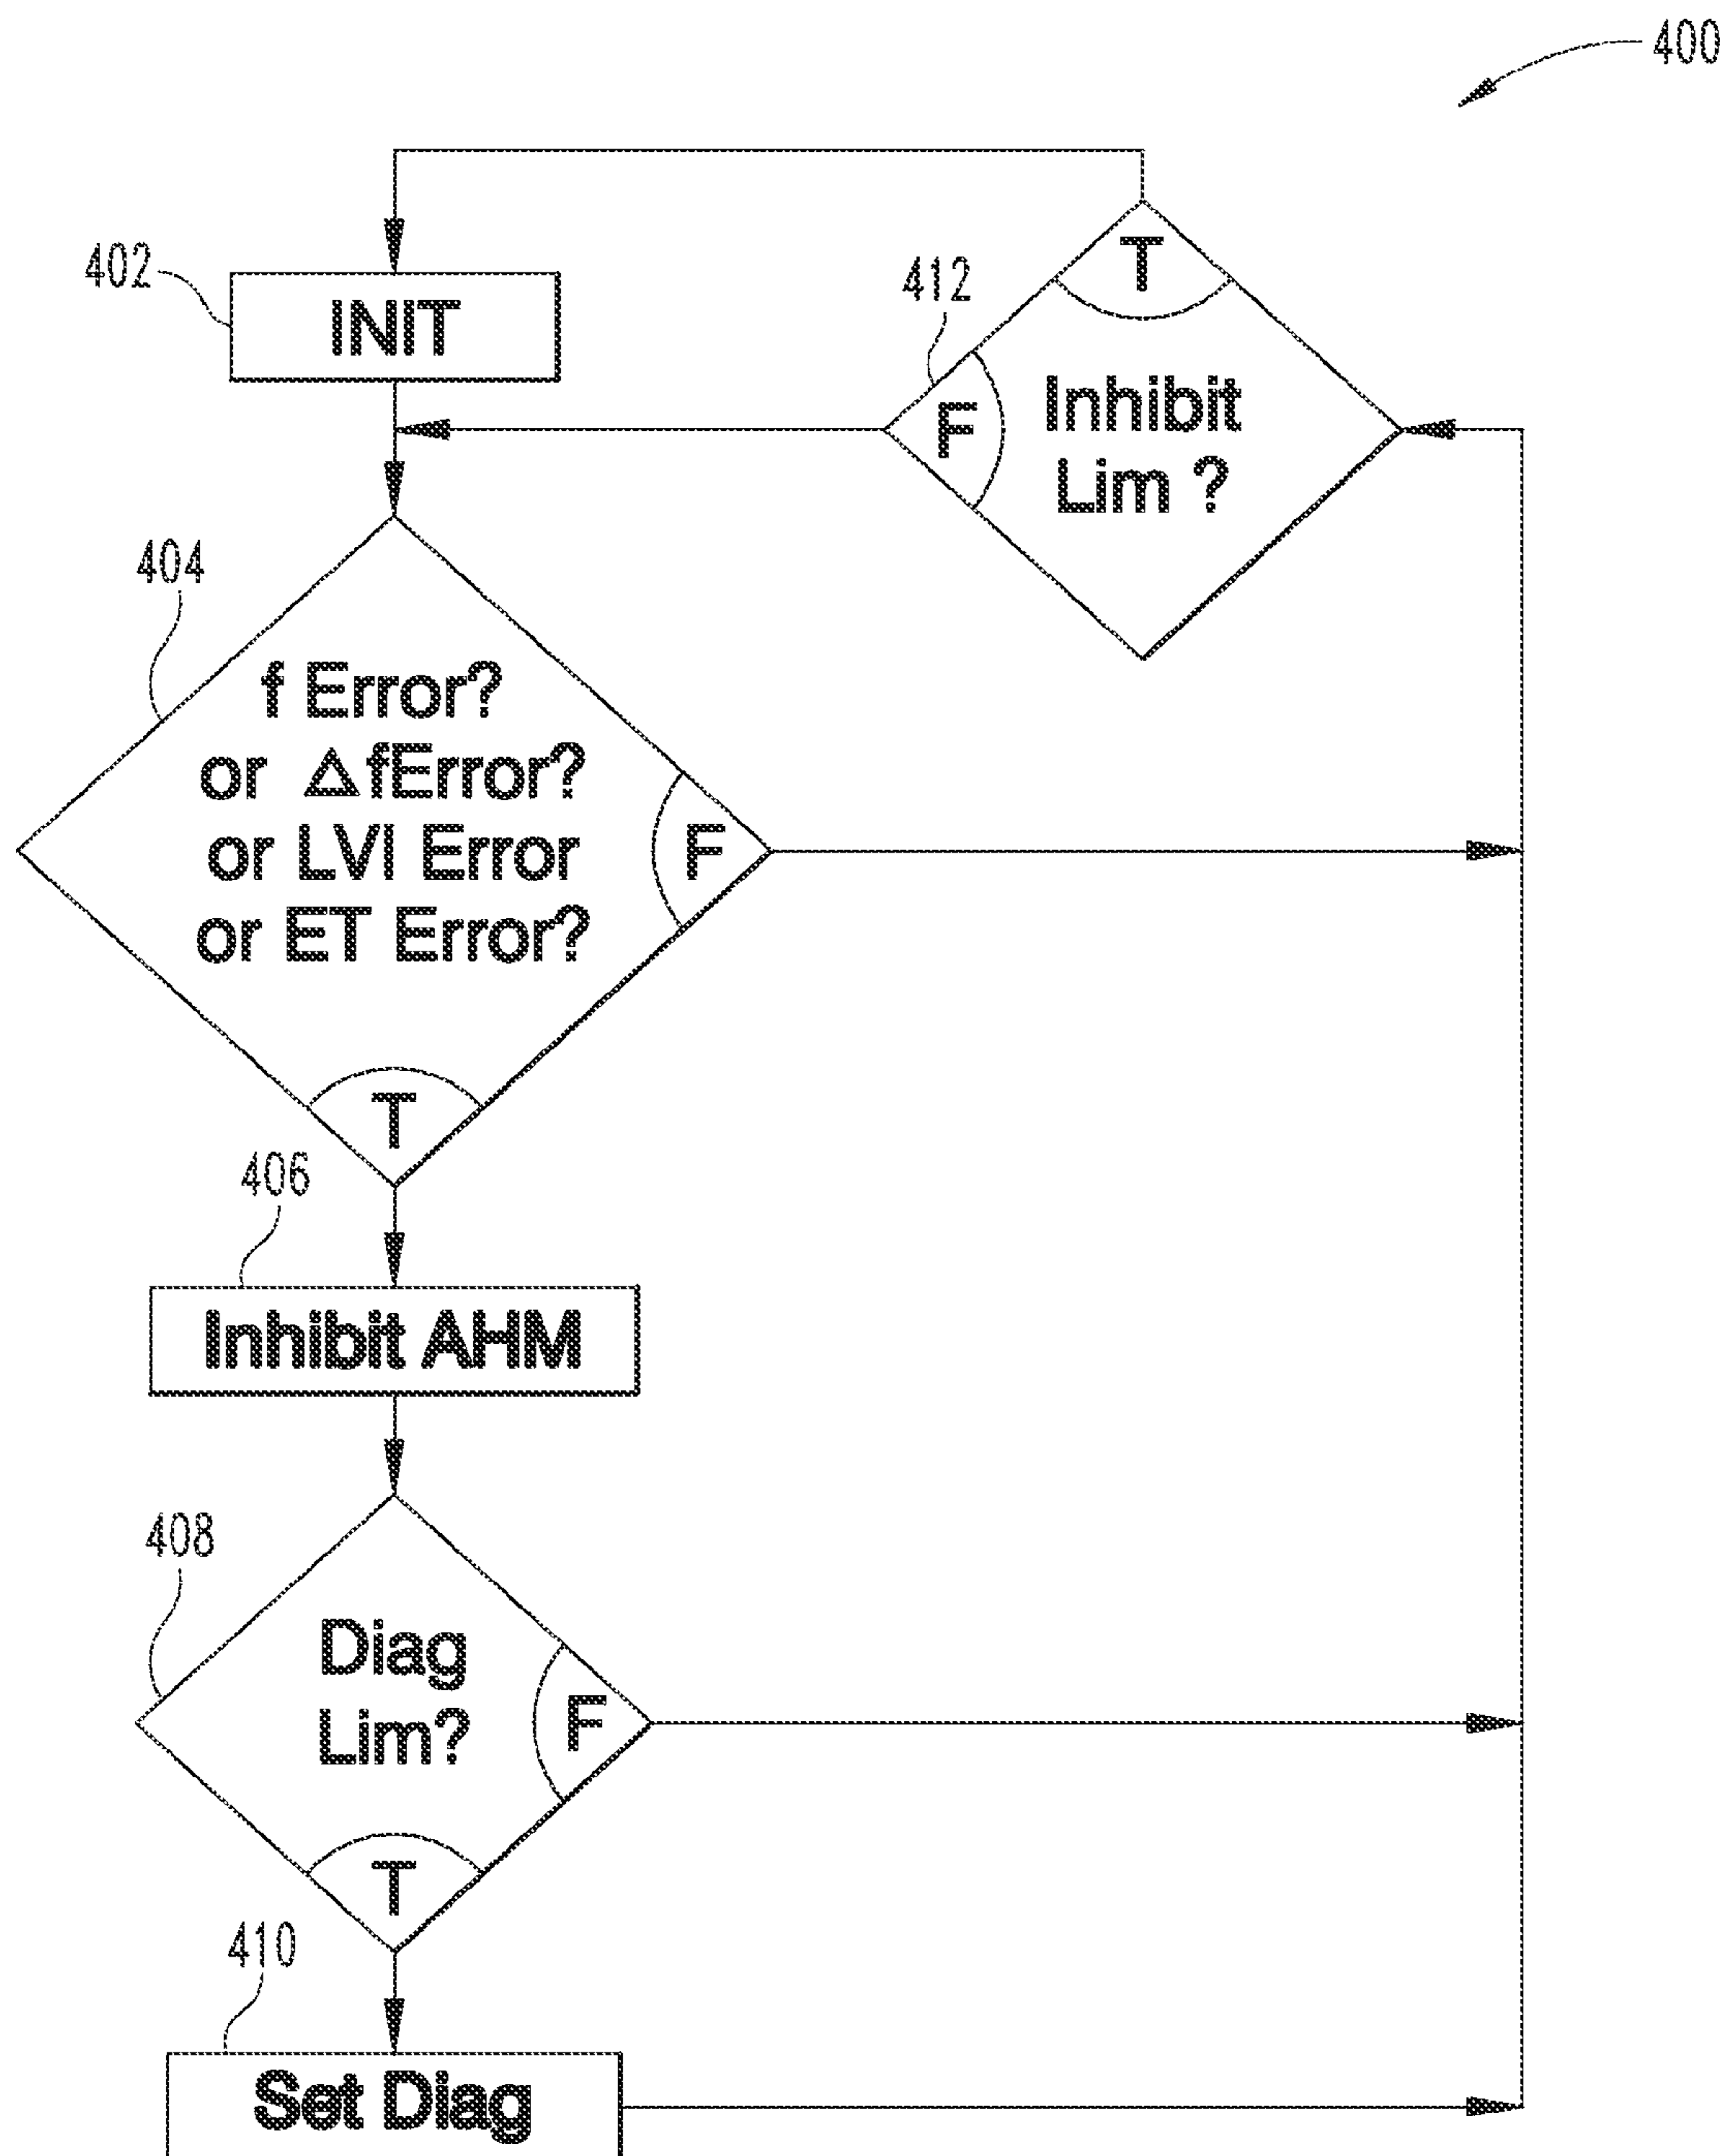 400
402
INIT
412
T
F
Inhibit
Lim ?
404
f Error?
or ΔfError?
or LVI Error
or ET Error?
F
T
406
Inhibit AHM
408
Diag
Lim?
F
T
410
Set Diag